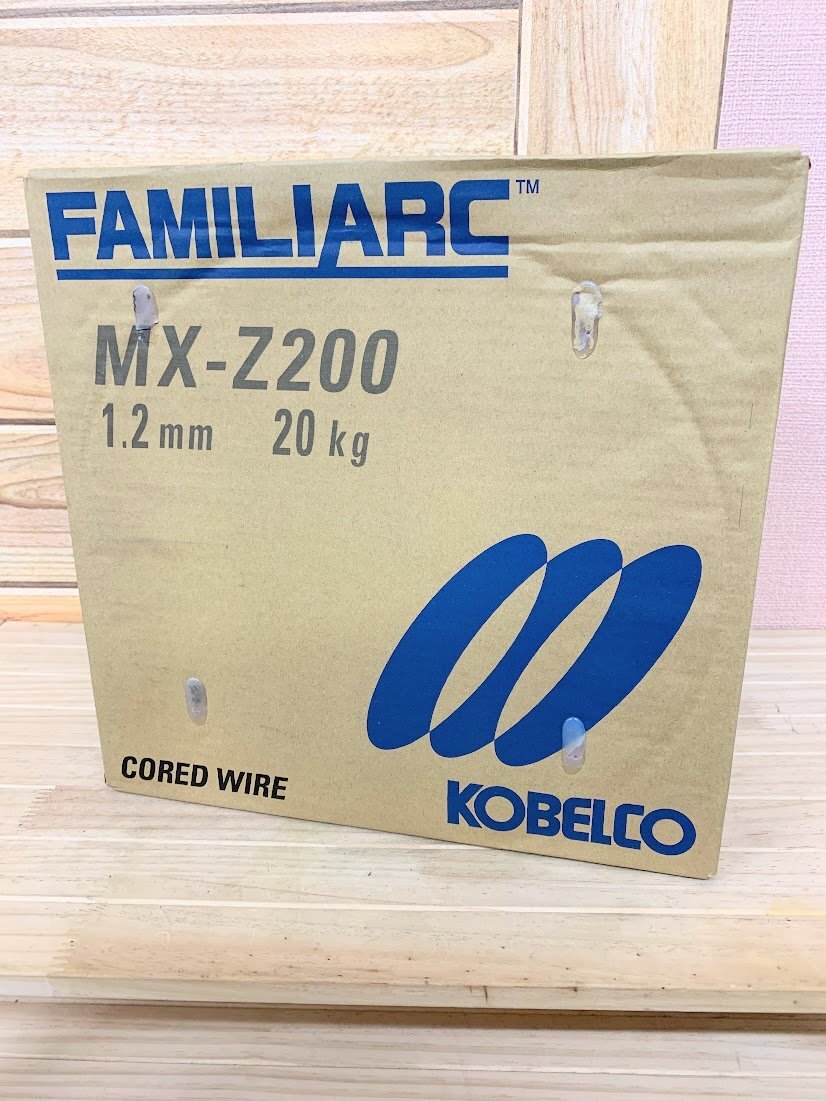 FAMILIARC™
MX-Z200
1.2 mm 20 kg
CORED WIRE
KOBELCO